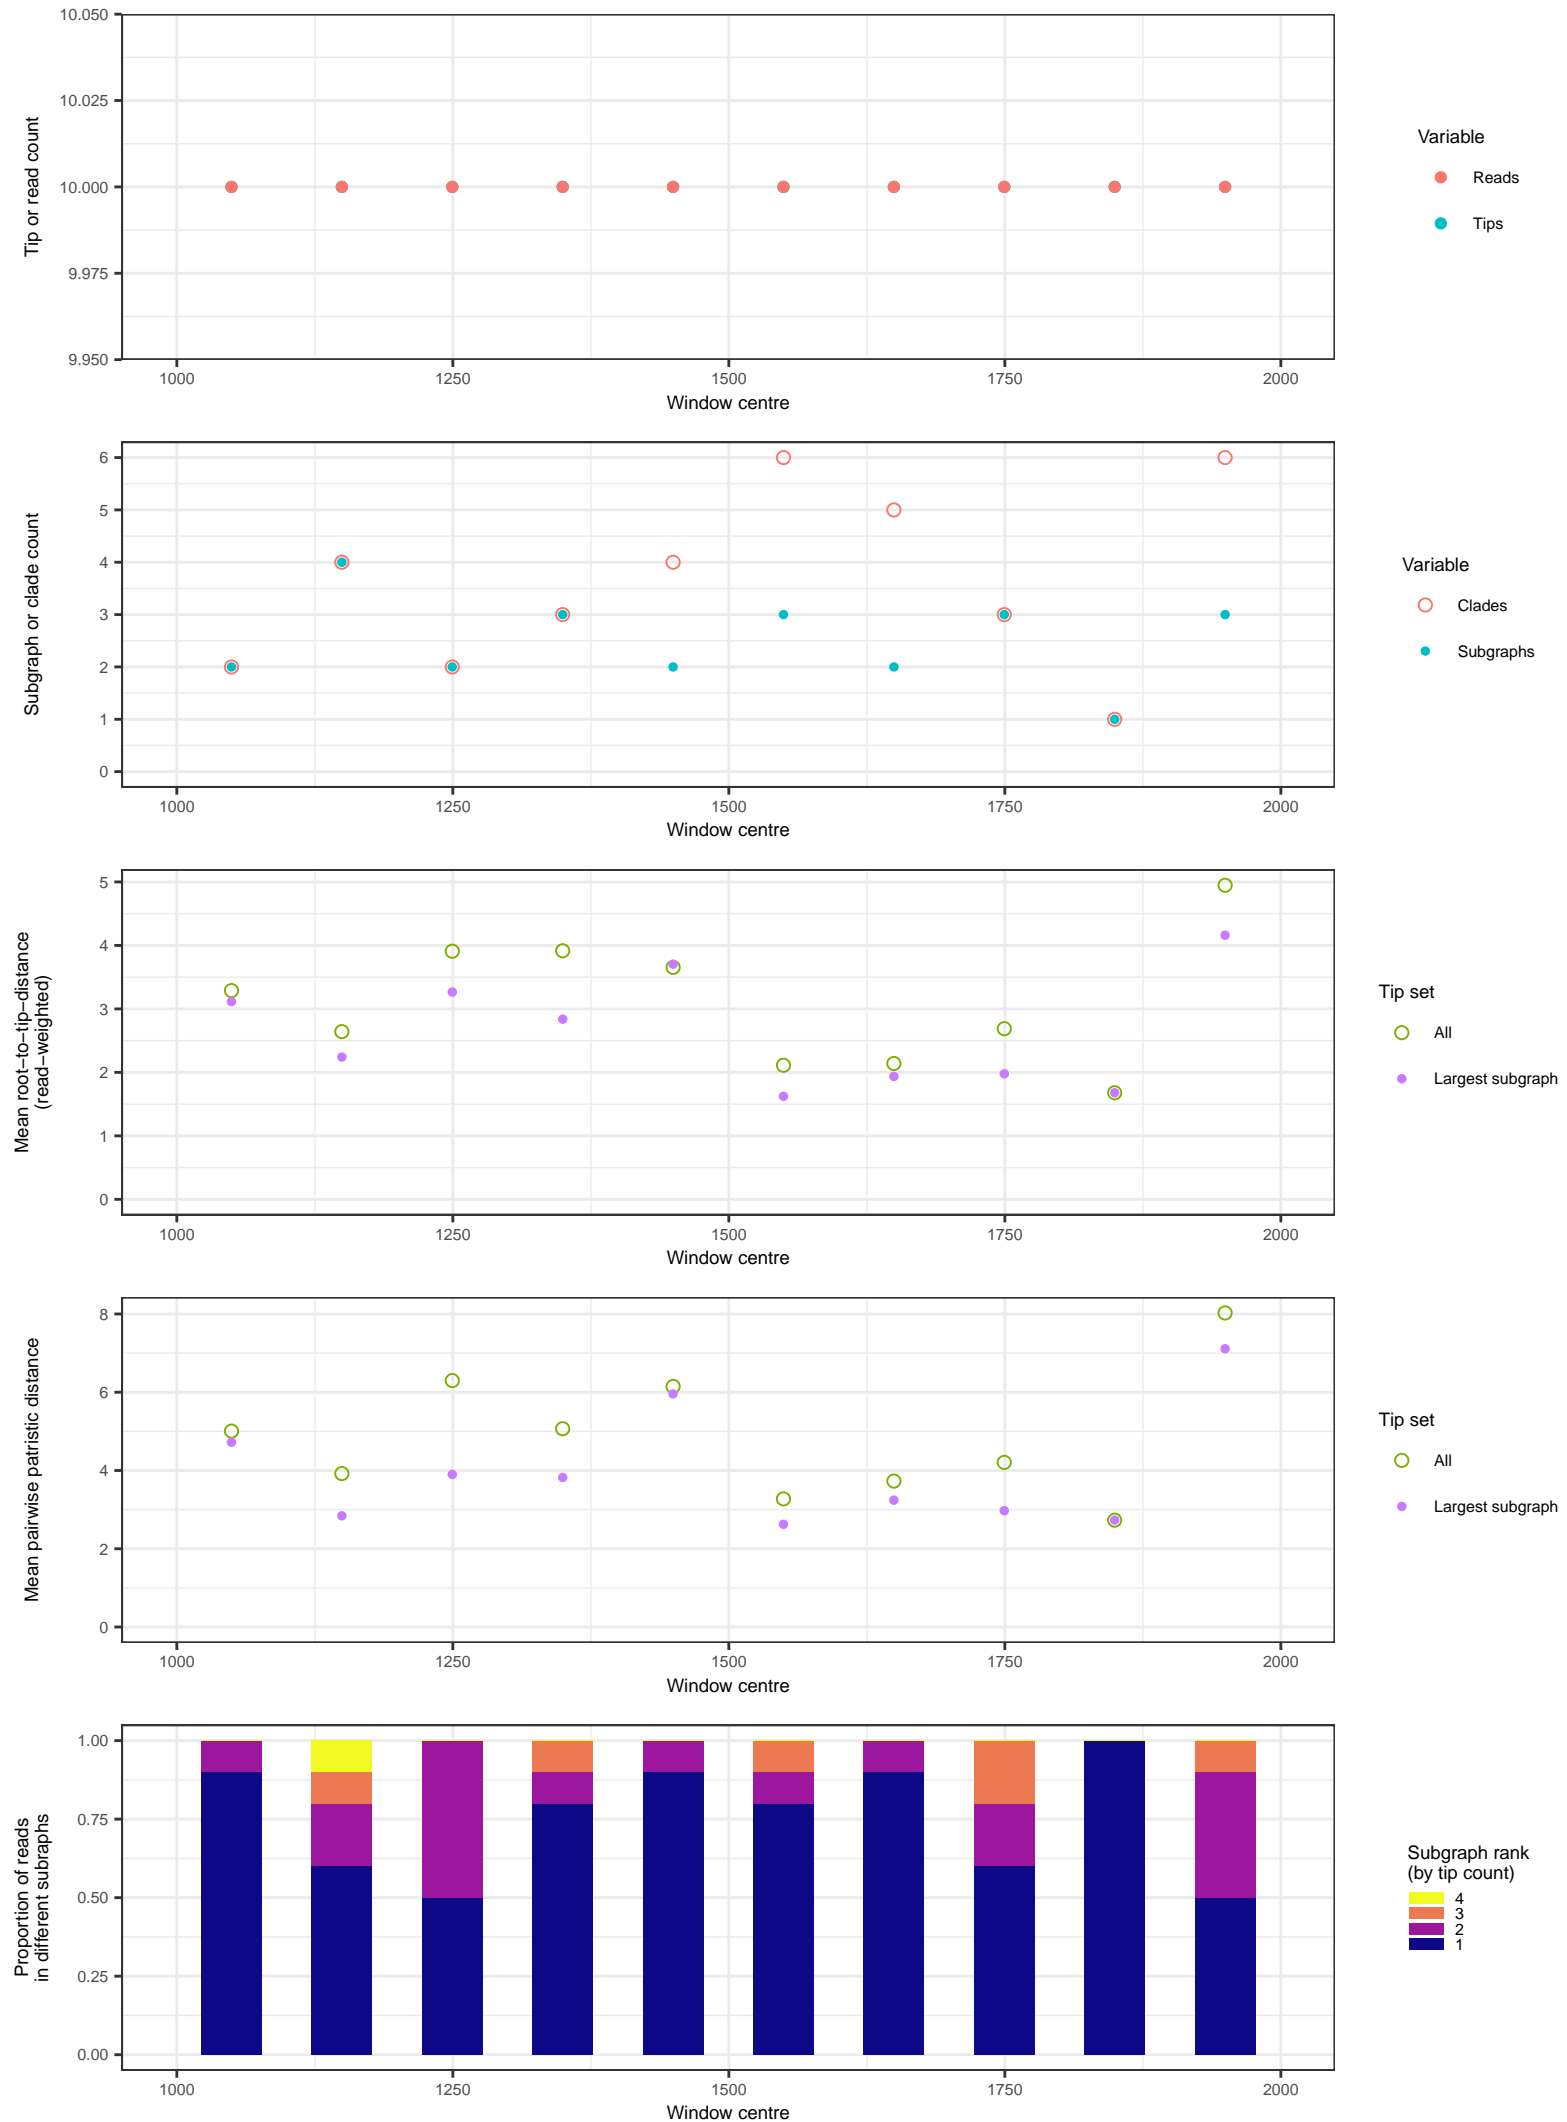 10.050
10.025
10.000
9.975
9.950
Tip or read count
1000 1250 1500 1750 2000
Window centre
Variable
Reads
Tips
6
5
4
3
2
1
0
Subgraph or clade count
1000 1250 1500 1750 2000
Window centre
Variable
Clades
Subgraphs
5
4
3
2
1
0
Mean root−to−tip−distance
(read−weighted)
1000 1250 1500 1750 2000
Window centre
Tip set
All
Largest subgraph
8
6
4
2
0
Mean pairwise patristic distance
1000 1250 1500 1750 2000
Window centre
Tip set
All
Largest subgraph
1.00
0.75
0.50
0.25
0.00
Proportion of reads
in different subraphs
1000 1250 1500 1750 2000
Window centre
Subgraph rank
(by tip count)
4
3
2
1